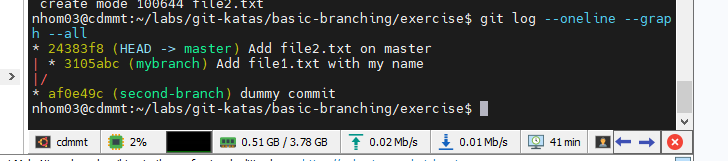 create mode 100644 file2.txt
nhom03@cdmmt:~/labs/git-katas/basic-branching/exercise$ git log --oneline --grap
h --all
* 24383f8 (HEAD -> master) Add file2.txt on master
| * 3105abc (mybranch) Add file1.txt with my name
|/
* af0e49c (second-branch) dummy commit
nhom03@cdmmt:~/labs/git-katas/basic-branching/exercise$
cdmmt 2% 0.51 GB / 3.78 GB 0.02 Mb/s 0.01 Mb/s 41 min